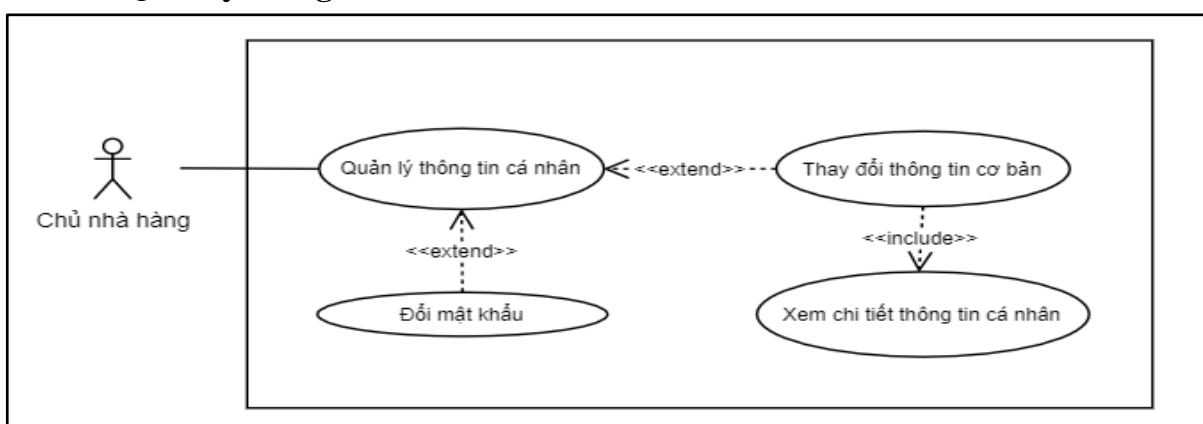 Quản lý thông tin cá nhân
<<extend>>
Thay đổi thông tin cơ bản
Chủ nhà hàng
<<extend>>
<<include>>
Đổi mật khẩu
Xem chi tiết thông tin cá nhân